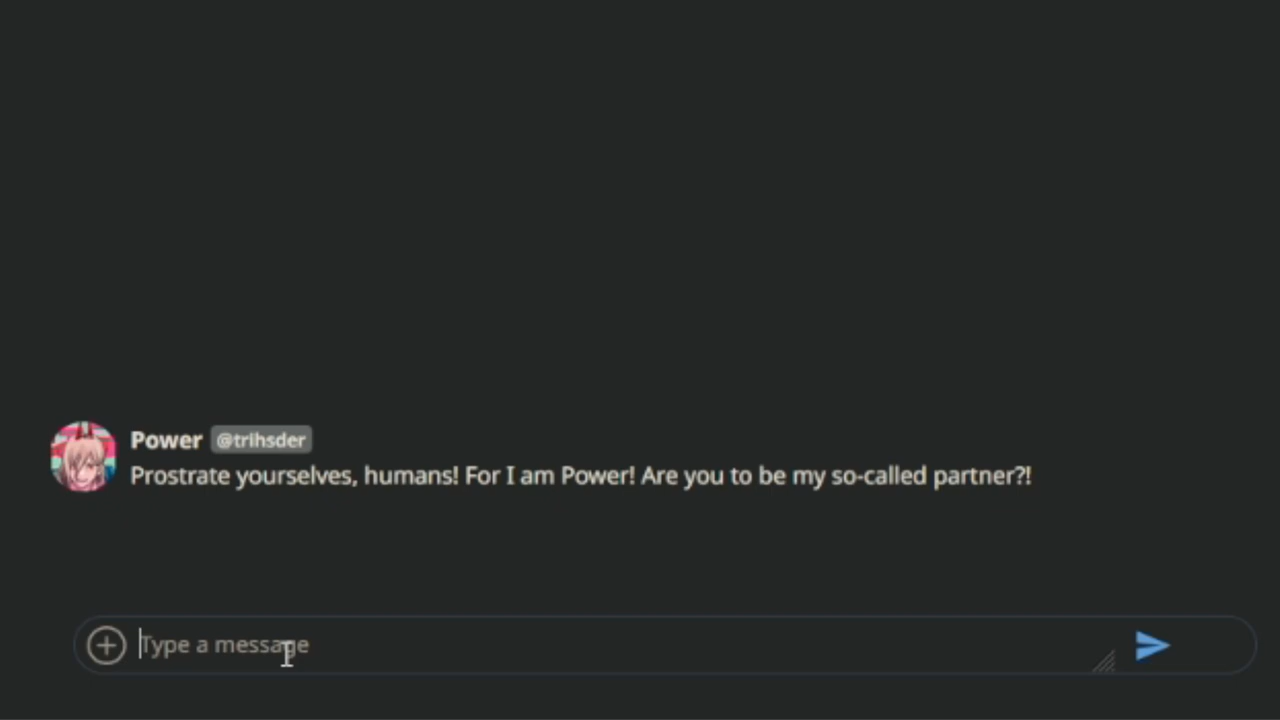 Power @trihsder
Prostrate yourselves, humans! For I am Power! Are you to be my so-called partner?!
Type a message